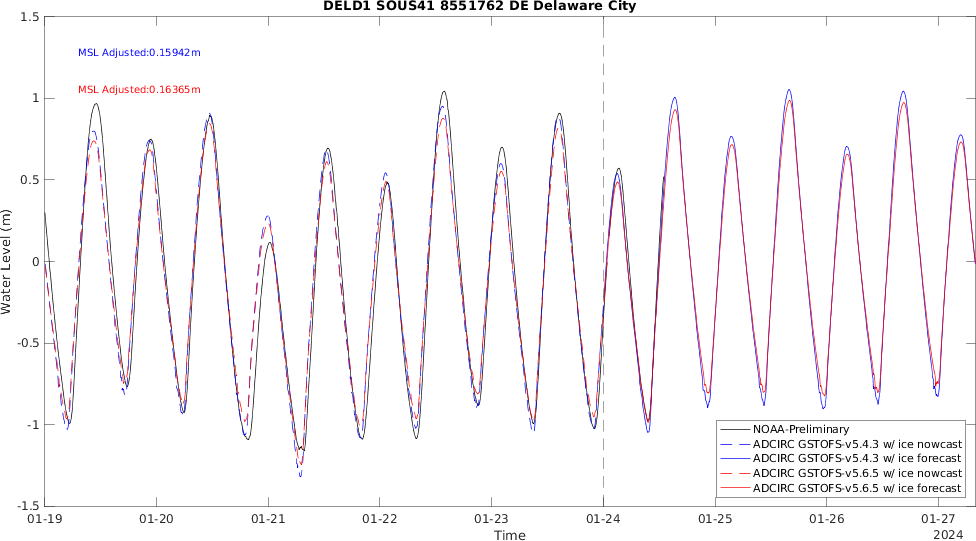 DELD1 SOUS41 8551762 DE Delaware City
MSL Adjusted:0.15942m
MSL Adjusted:0.16365m
Water Level (m)
1.5
1
0.5
0
-0.5
-1
-1.5
NOAA-Preliminary
ADCIRC GSTOFS-v5.4.3 w/ ice nowcast
ADCIRC GSTOFS-v5.4.3 w/ ice forecast
ADCIRC GSTOFS-v5.6.5 w/ ice nowcast
ADCIRC GSTOFS-v5.6.5 w/ ice forecast
01-19 01-20 01-21 01-22 01-23 01-24 01-25 01-26 01-27
Time
2024